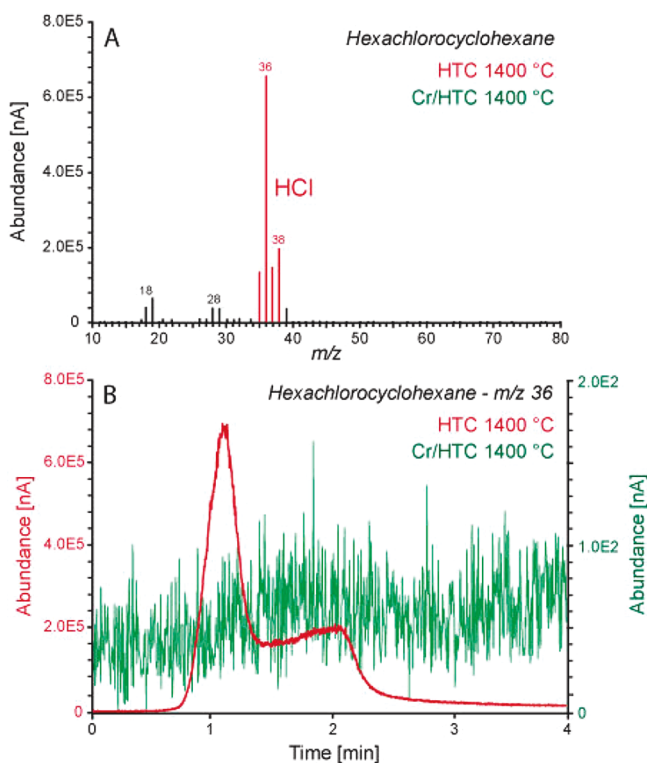 A
Hexachlorocyclohexane
HTC 1400 °C
Cr/HTC 1400 °C
Abundance [nA]
8.0E5
6.0E5
4.0E5
2.0E5
0
36
HCl
38
18
28
10 20 30 40 50 60 70 80
m/z
B
Hexachlorocyclohexane - m/z 36
HTC 1400 °C
Cr/HTC 1400 °C
Abundance [nA]
8.0E5
6.0E5
4.0E5
2.0E5
0
2.0E2
1.0E2
0
Abundance [nA]
0 1 2 3 4
Time [min]